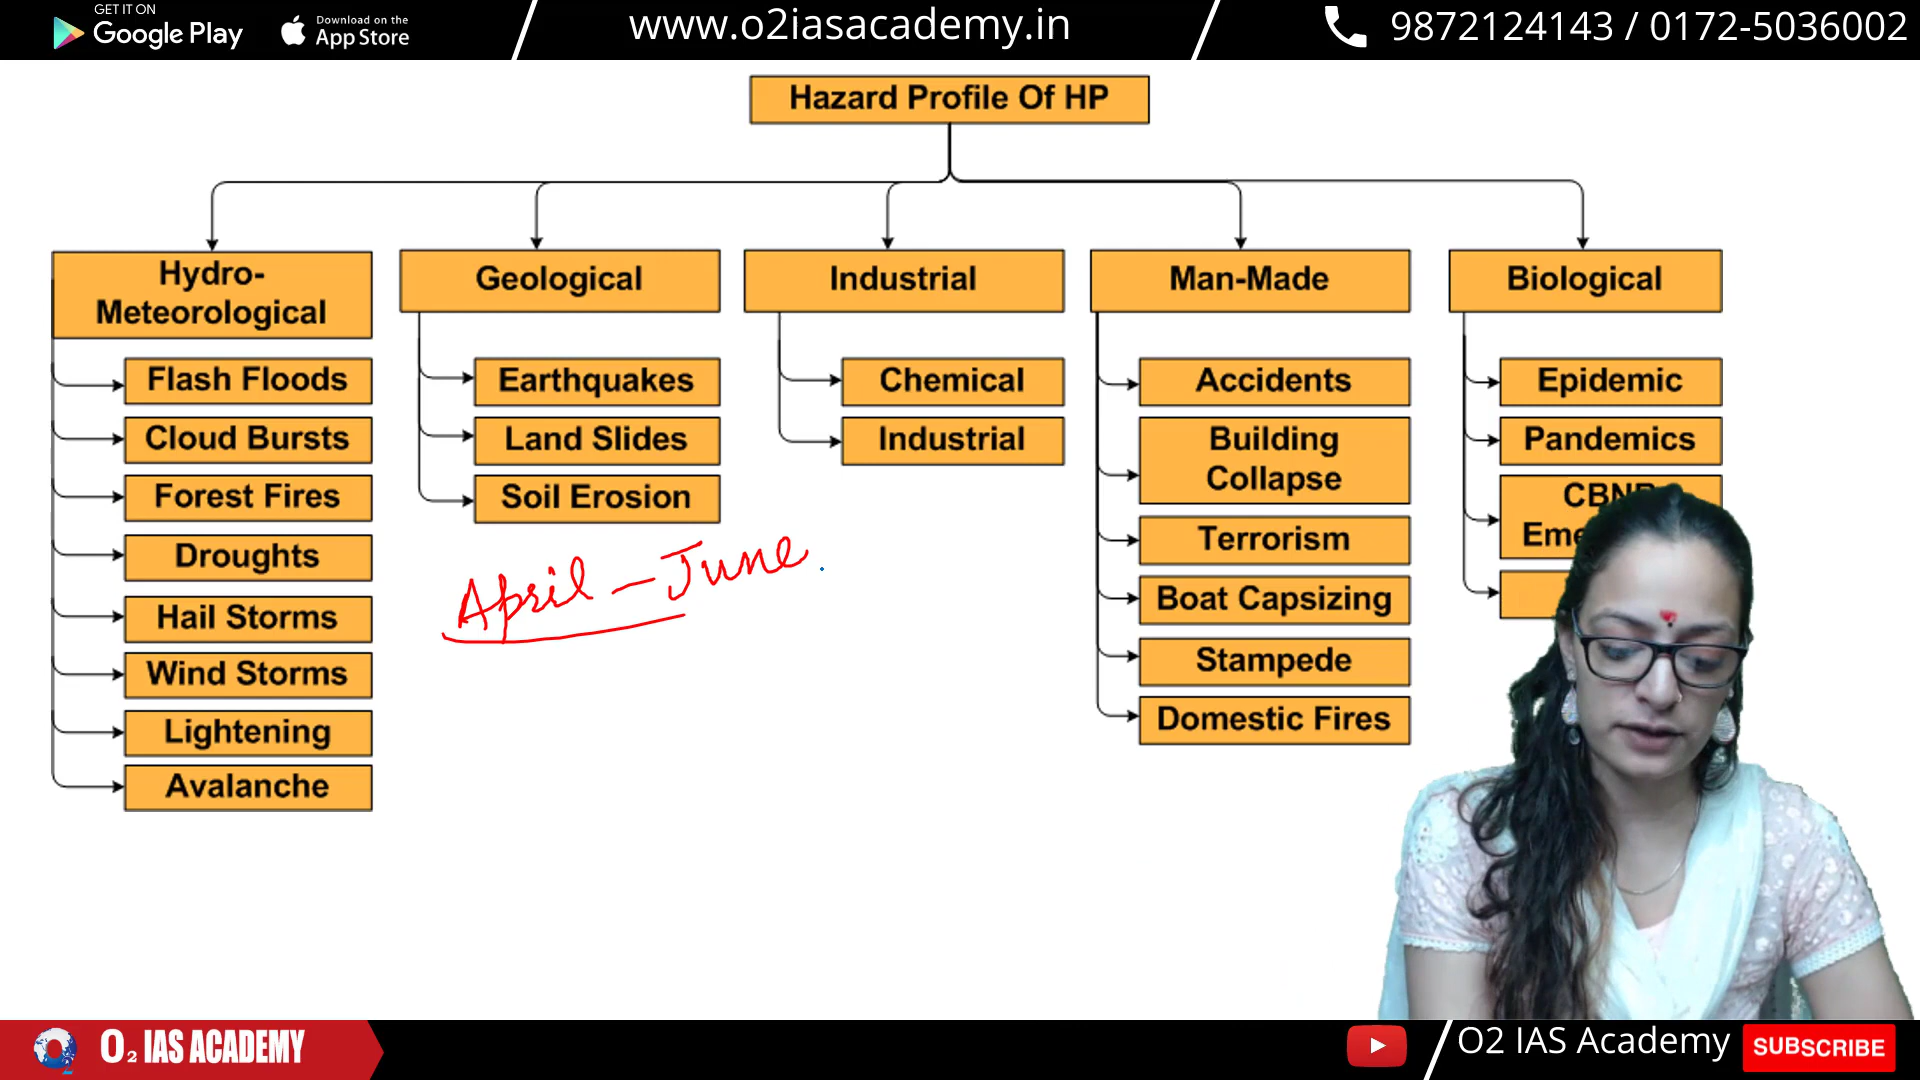 GET IT ON
Google Play
Download on the
App Store
www.o2iasacademy.in
9872124143 / 0172-5036002
Hazard Profile Of HP
Hydro-
Meteorological
Flash Floods
Cloud Bursts
Forest Fires
Droughts
Hail Storms
Wind Storms
Lightening
Avalanche
Geological
Earthquakes
Land Slides
Soil Erosion
April - June
Industrial
Chemical
Industrial
Man-Made
Accidents
Building
Collapse
Terrorism
Boat Capsizing
Stampede
Domestic Fires
Biological
Epidemic
Pandemics
O2 IAS ACADEMY
O2 IAS Academy
SUBSCRIBE